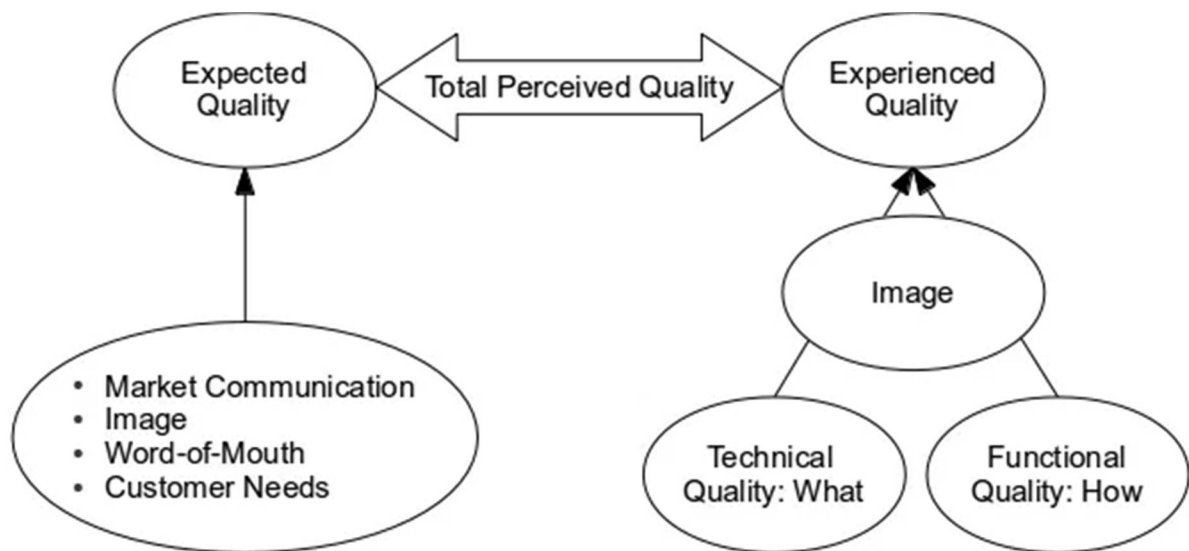 Expected
Quality
Total Perceived Quality
Experienced
Quality
Image
• Market Communication
• Image
• Word-of-Mouth
• Customer Needs
Technical
Quality: What
Functional
Quality: How